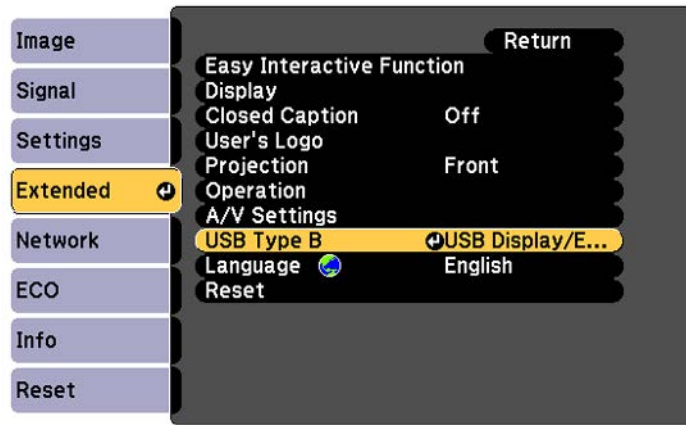 Image
Signal
Settings
Extended
Network
ECO
Info
Reset
Return
Easy Interactive Function
Display
Closed Caption Off
User's Logo
Projection Front
Operation
A/V Settings
USB Type B USB Display/E...
Language English
Reset